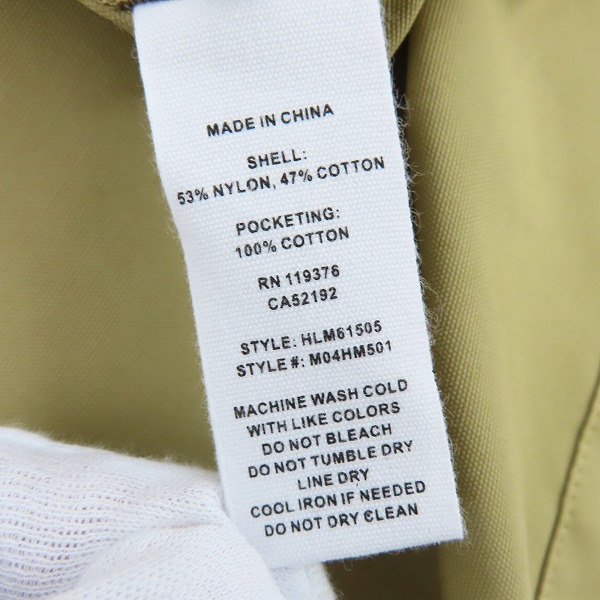 MADE IN CHINA
SHELL:
53% NYLON, 47% COTTON
POCKETING:
100% COTTON
RN 119376
CA52192
STYLE: HLM61505
STYLE#: M04HM501
MACHINE WASH COLD
WITH LIKE COLORS
DO NOT BLEACH
DO NOT TUMBLE DRY
LINE DRY
COOL IRON IF NEEDED
DO NOT DRY CLEAN